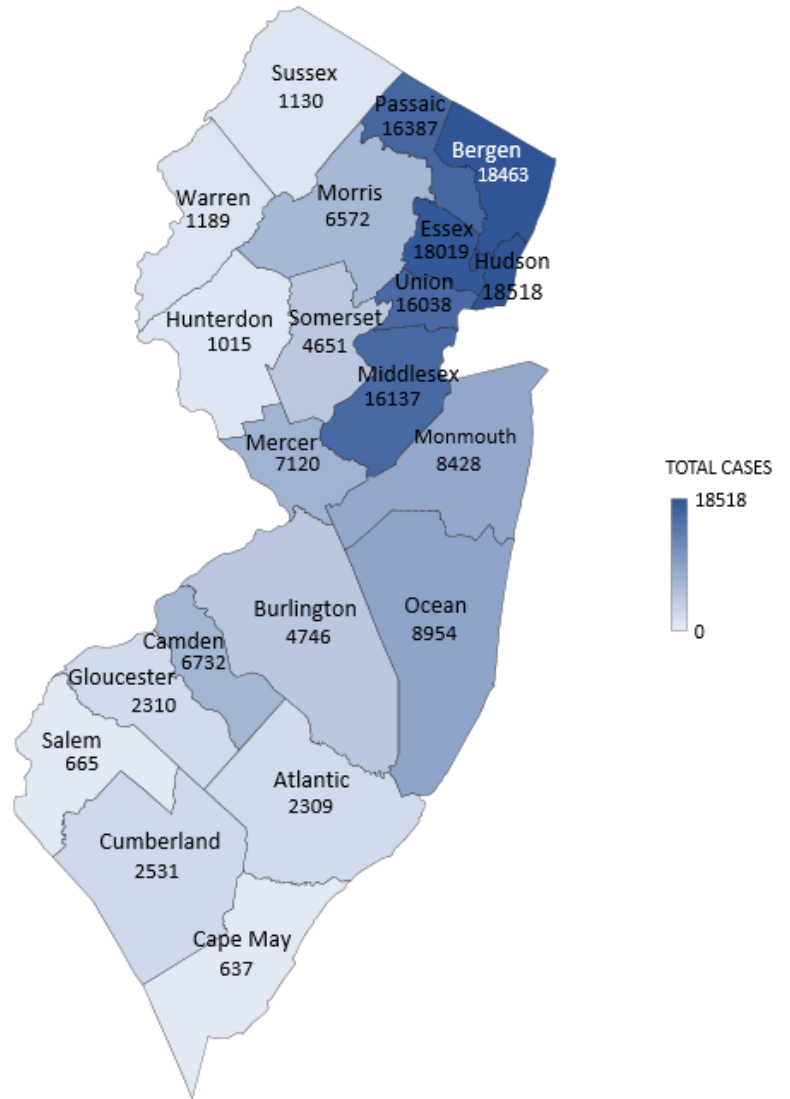 Sussex
1130
Passaic
16387
Bergen
18463
Warren
1189
Morris
6572
Essex
18019
Hudson
18518
Union
16038
Hunterdon
1015
Somerset
4651
Middlesex
16137
Mercer
7120
Monmouth
8428
TOTAL CASES
18518
0
Burlington
4746
Ocean
8954
Camden
6732
Gloucester
2310
Salem
665
Atlantic
2309
Cumberland
2531
Cape May
637